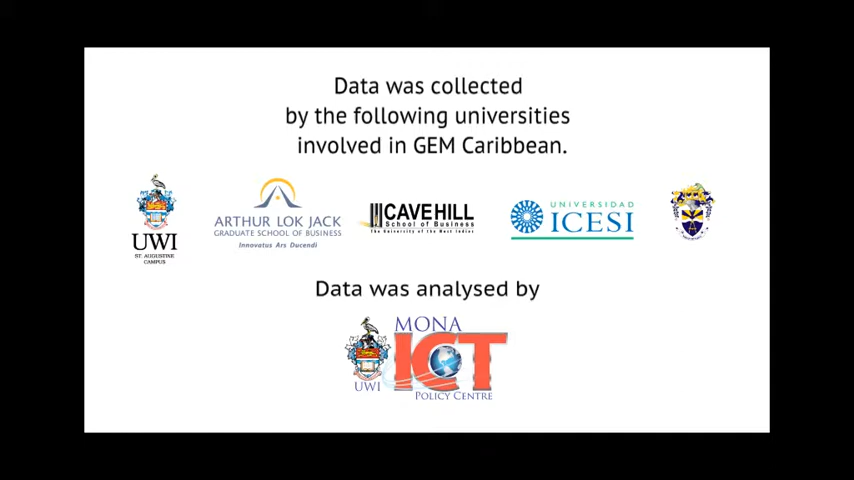 Data was collected
by the following universities
involved in GEM Caribbean.
UWI
ST. AUGUSTINE
CAMPUS
ARTHUR LOK JACK
GRADUATE SCHOOL OF BUSINESS
Innovatus Ars Ducendi
CAVEHILL
School of Business
The University of the West Indies
UNIVERSIDAD
ICESI
Data was analysed by
MONA
ICT
UWI
POLICY CENTRE